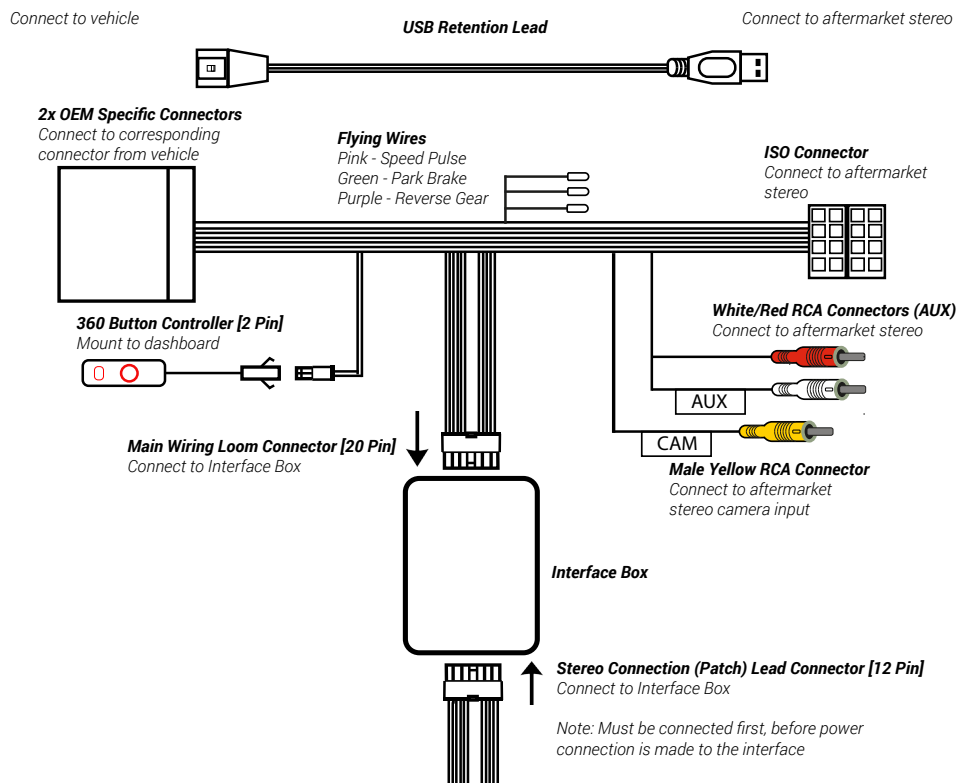 Connect to vehicle
USB Retention Lead
Connect to aftermarket stereo
2x OEM Specific Connectors
Connect to corresponding
connector from vehicle
Flying Wires
Pink - Speed Pulse
Green - Park Brake
Purple - Reverse Gear
ISO Connector
Connect to aftermarket
stereo
360 Button Controller [2 Pin]
Mount to dashboard
White/Red RCA Connectors (AUX)
Connect to aftermarket stereo
AUX
CAM
Main Wiring Loom Connector [20 Pin]
Connect to Interface Box
Male Yellow RCA Connector
Connect to aftermarket
stereo camera input
Interface Box
Stereo Connection (Patch) Lead Connector [12 Pin]
Connect to Interface Box
Note: Must be connected first, before power
connection is made to the interface